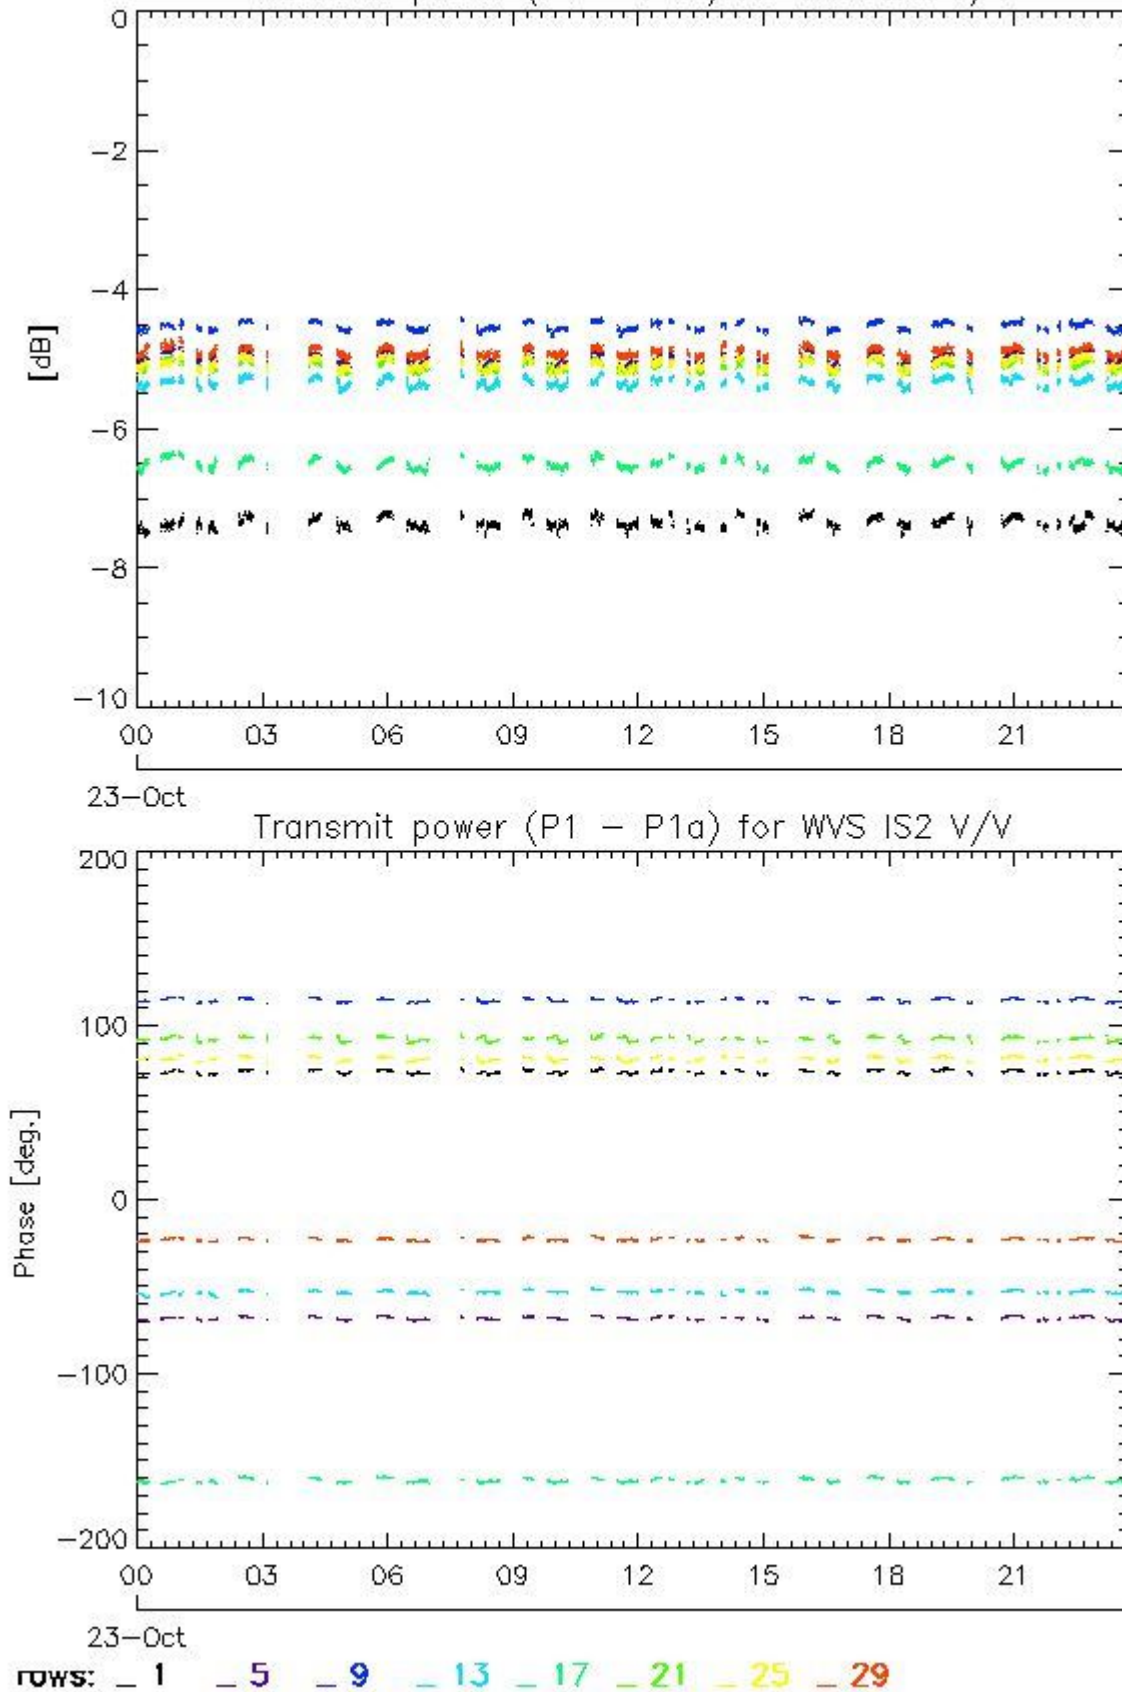 0
-2
-4
[dB]
-6
-8
-10
00 03 06 09 12 15 18 21
23-Oct
Transmit power (P1 - P1a) for WVS IS2 V/V
200
100
Phase [deg.]
0
-100
-200
00 03 06 09 12 15 18 21
23-Oct
rows: _ 1 _ 5 _ 9 _ 13 _ 17 _ 21 _ 25 _ 29